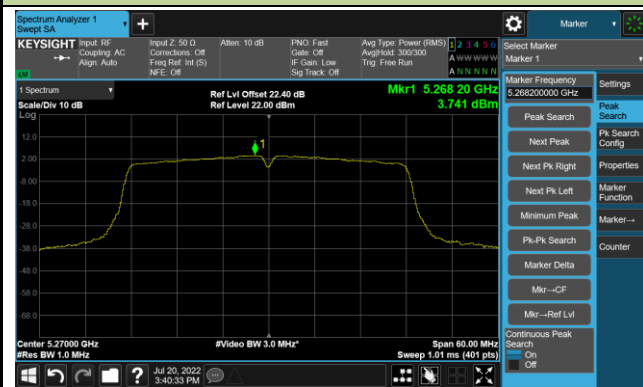 Spectrum Analyzer 1
Swept SA
+
Marker
KEYSIGHT
Input: RF
Coupling: AC
Align: Auto
Input Z: 50 Ω
Corrections: Off
Freq Ref: Int (S)
NFE: Off
Atten: 10 dB
PNO: Fast
Gate: Off
IF Gain: Low
Sig Track: Off
Avg Type: Power (RMS)
Avg|Hold: 300/300
Trig: Free Run
1 2 3 4 5 6
A W W W W W
A N N N N N
Select Marker
Marker 1
1 Spectrum
Scale/Div 10 dB
Log
Ref Lvl Offset 22.40 dB
Ref Level 22.00 dBm
Mkr1 5.268 20 GHz
3.741 dBm
12.0
2.00
-8.00
-18.0
-28.0
-38.0
-48.0
-58.0
-68.0
1
Center 5.27000 GHz
#Res BW 1.0 MHz
#Video BW 3.0 MHz*
Span 60.00 MHz
Sweep 1.01 ms (401 pts)
Marker Frequency
5.268200000 GHz
Peak Search
Next Peak
Next Pk Right
Next Pk Left
Minimum Peak
Pk-Pk Search
Marker Delta
Mkr→CF
Mkr→Ref Lvl
Continuous Peak
Search
On
Off
Settings
Peak
Search
Pk Search
Config
Properties
Marker
Function
Marker→
Counter
?
Jul 20, 2022
3:40:33 PM